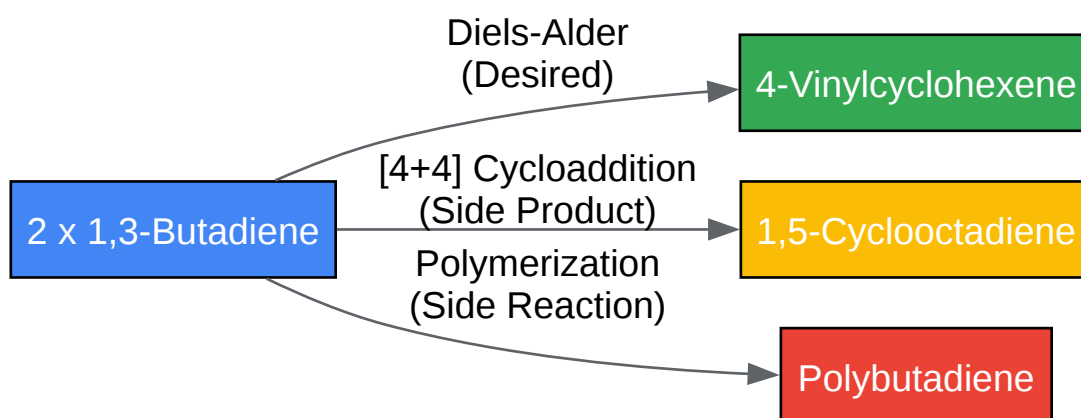 Diels-Alder
(Desired)
4-Vinylcyclohexene
[4+4] Cycloaddition
(Side Product)
2 x 1,3-Butadiene
1,5-Cyclooctadiene
Polymerization
(Side Reaction)
Polybutadiene